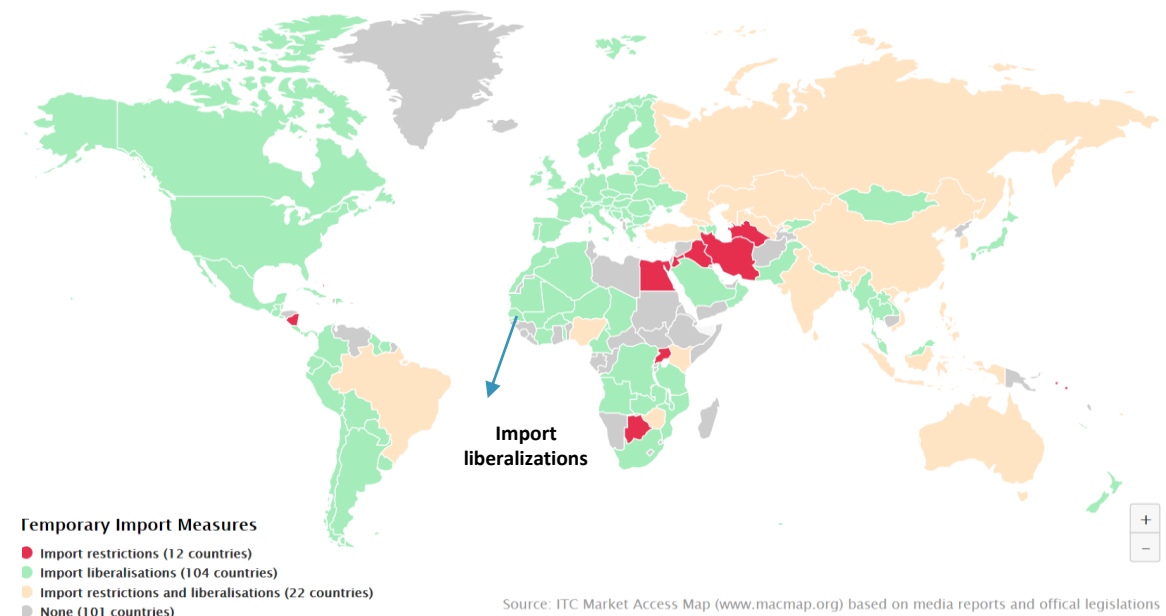 Import
liberalizations
Temporary Import Measures
Import restrictions (12 countries)
Import liberalisations (104 countries)
Import restrictions and liberalisations (22 countries)
None (101 countries)
+
−
Source: ITC Market Access Map (www.macmap.org) based on media reports and offical legislations